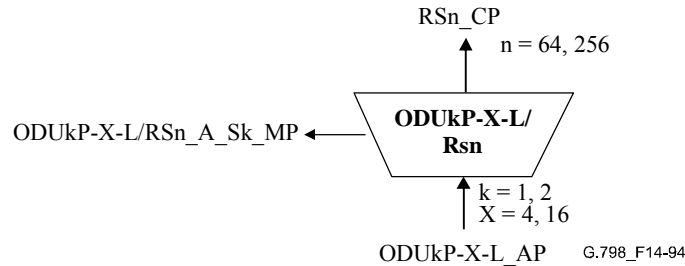 RSn_CP
n = 64, 256
ODUkP-X-L/
Rsn
ODUkP-X-L/RSn_A_Sk_MP
k = 1, 2
X = 4, 16
ODUkP-X-L_AP
G.798_F14-94